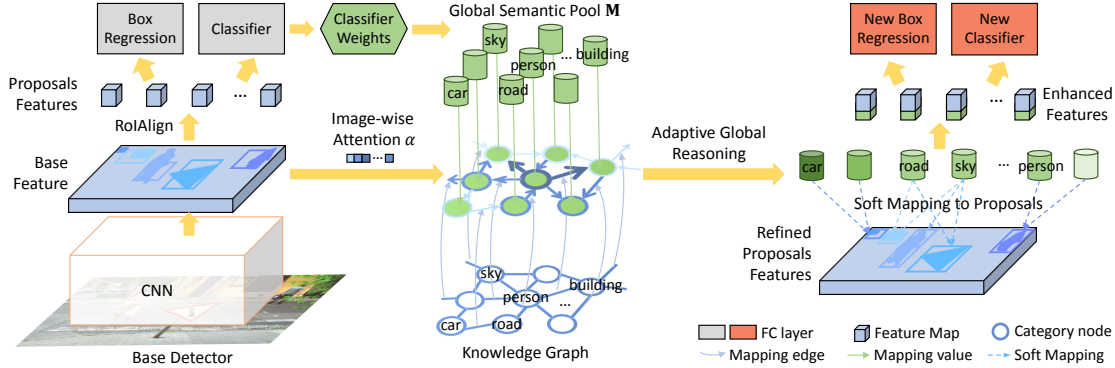 Box
Regression
Classifier
Classifier
Weights
Global Semantic Pool M
sky
person
... building
car
road
Proposals
Features
...
RoIAlign
Base
Feature
Image-wise
Attention α
...
CNN
Base Detector
sky
building
person
...
car
road
Knowledge Graph
Adaptive Global
Reasoning
New Box
Regression
New
Classifier
...
Enhanced
Features
car
road
sky
...
person
Soft Mapping to Proposals
Refined
Proposals
Features
FC layer
Feature Map
Category node
Mapping edge
Mapping value
Soft Mapping